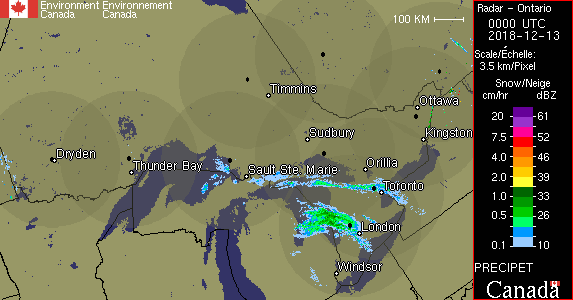 Environment Environnement
Canada Canada
100 KM
Timmins
Ottawa
Sudbury
Kingston
Dryden
Thunder Bay
Sault Ste. Marie
Orillia
Toronto
London
Windsor
Radar - Ontario
0000 UTC
2018-12-13
Scale/Échelle:
3.5 km/Pixel
Snow/Neige
cm/hr dBZ
20 61
7.5 52
4.0 46
2.0 39
1.0 33
0.5 26
0.1 10
PRECIPET
Canada